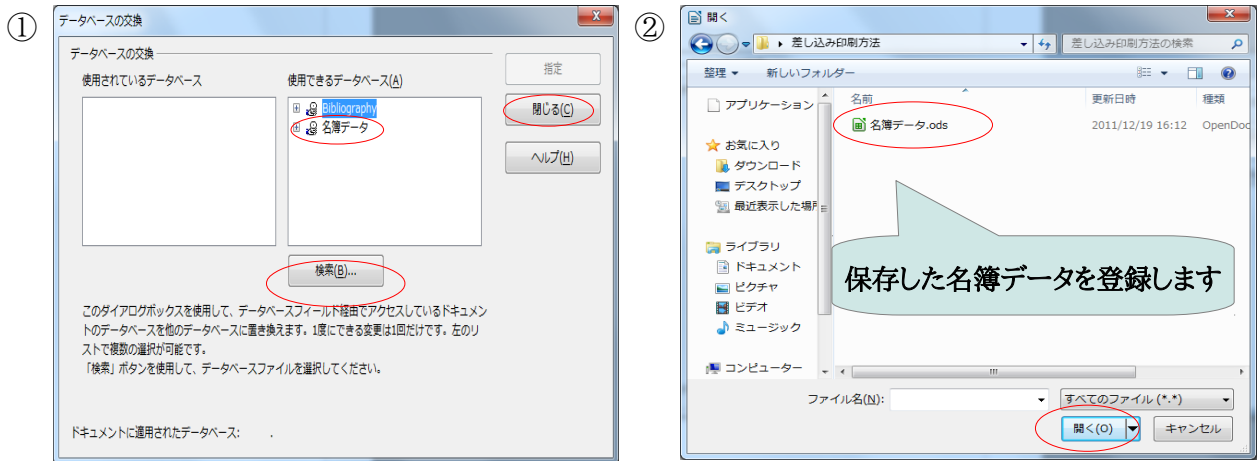 ①
データベースの交換
データベースの交換
使用されているデータベース
使用できるデータベース(A)
指定
Bibliography
名簿データ
閉じる(C)
ヘルプ(H)
検索(B)...
このダイアログボックスを使用して、データベースフィールド経由でアクセスしているドキュメン
トのデータベースを他のデータベースに置き換えます。1度にできる変更は1回だけです。左のリ
ストで複数の選択が可能です。
「検索」ボタンを使用して、データベースファイルを選択してください。
ドキュメントに適用されたデータベース: .
②
開く
差し込み印刷方法
差し込み印刷方法の検索
整理
新しいフォルダー
アプリケーション
お気に入り
ダウンロード
デスクトップ
最近表示した場所
ライブラリ
ドキュメント
ピクチャ
ビデオ
ミュージック
コンピューター
名前
更新日時
種類
名簿データ.ods
2011/12/19 16:12
OpenDoc
保存した名簿データを登録します
ファイル名(N):
すべてのファイル (*.*)
開く(O)
キャンセル